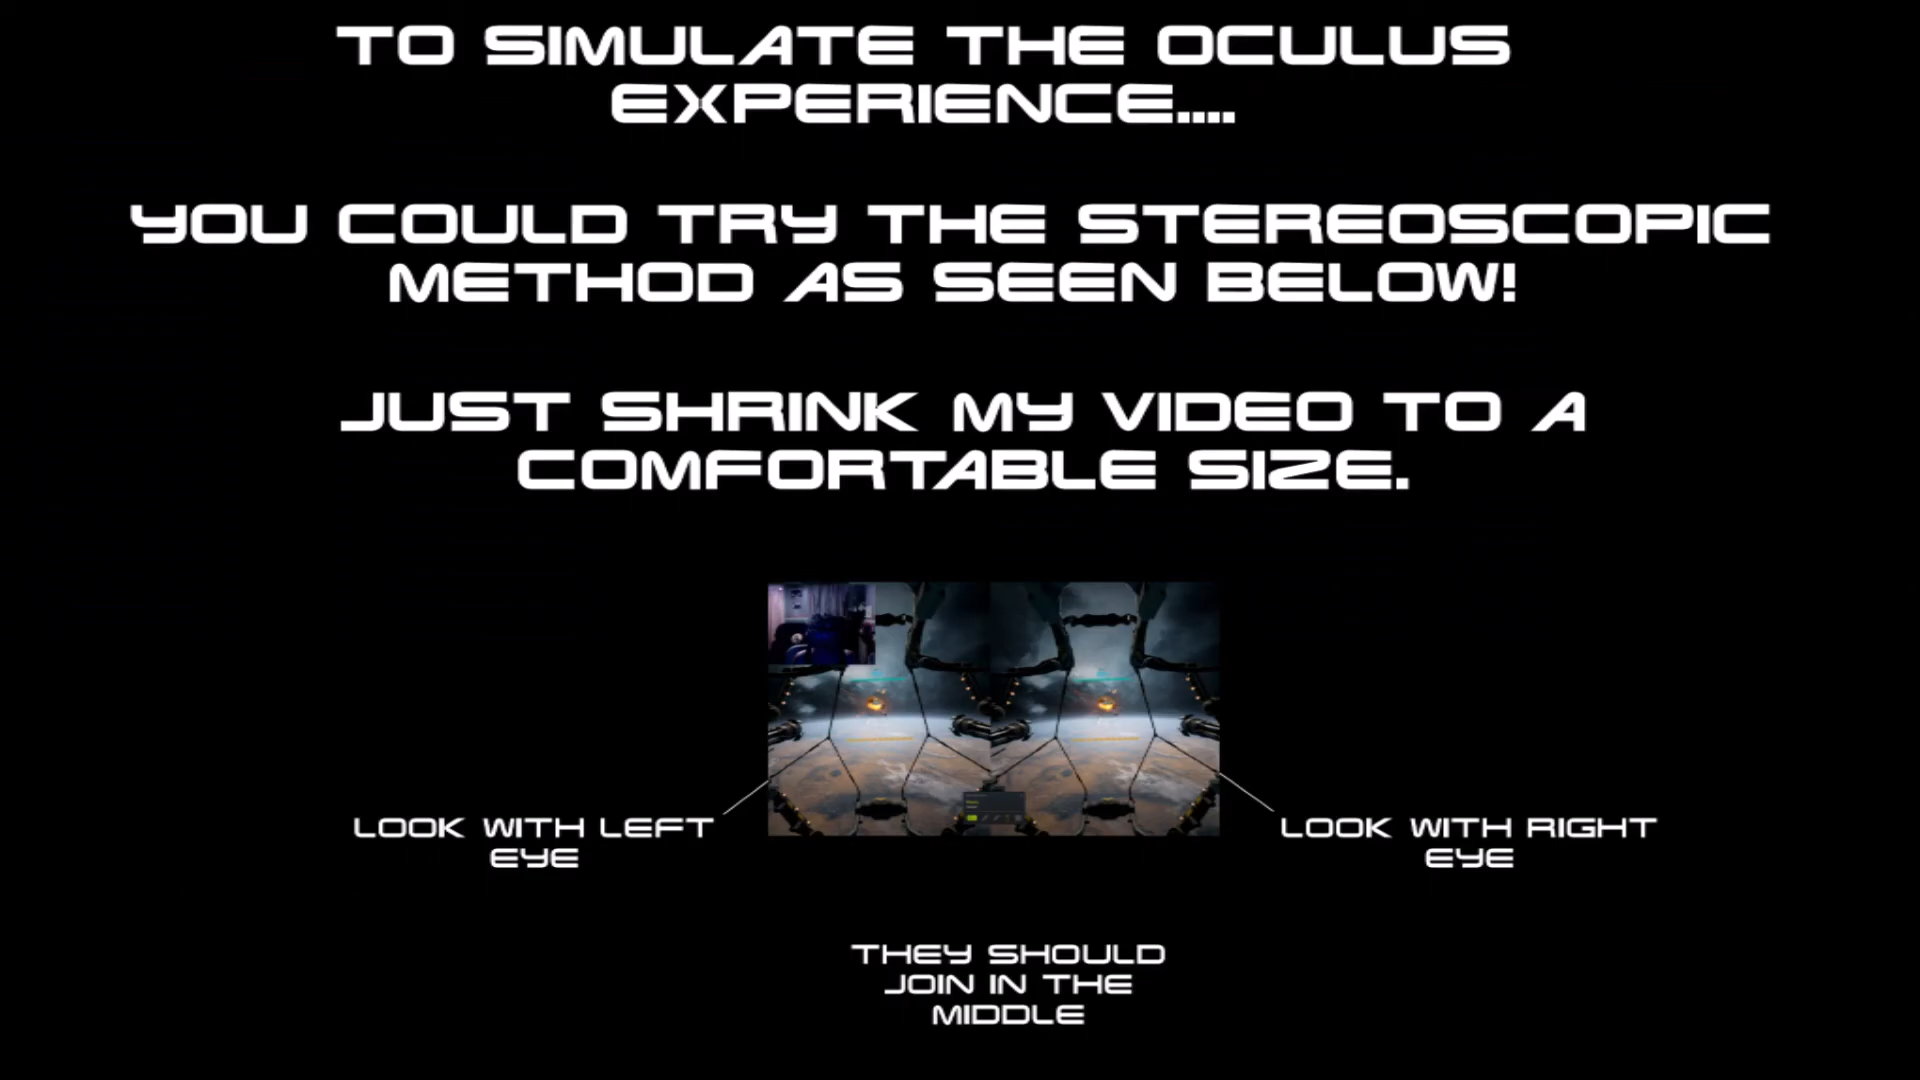 TO SIMULATE THE OCULUS
EXPERIENCE....
YOU COULD TRY THE STEREOSCOPIC
METHOD AS SEEN BELOW!
JUST SHRINK MY VIDEO TO A
COMFORTABLE SIZE.
LOOK WITH LEFT
EYE
LOOK WITH RIGHT
EYE
THEY SHOULD
JOIN IN THE
MIDDLE